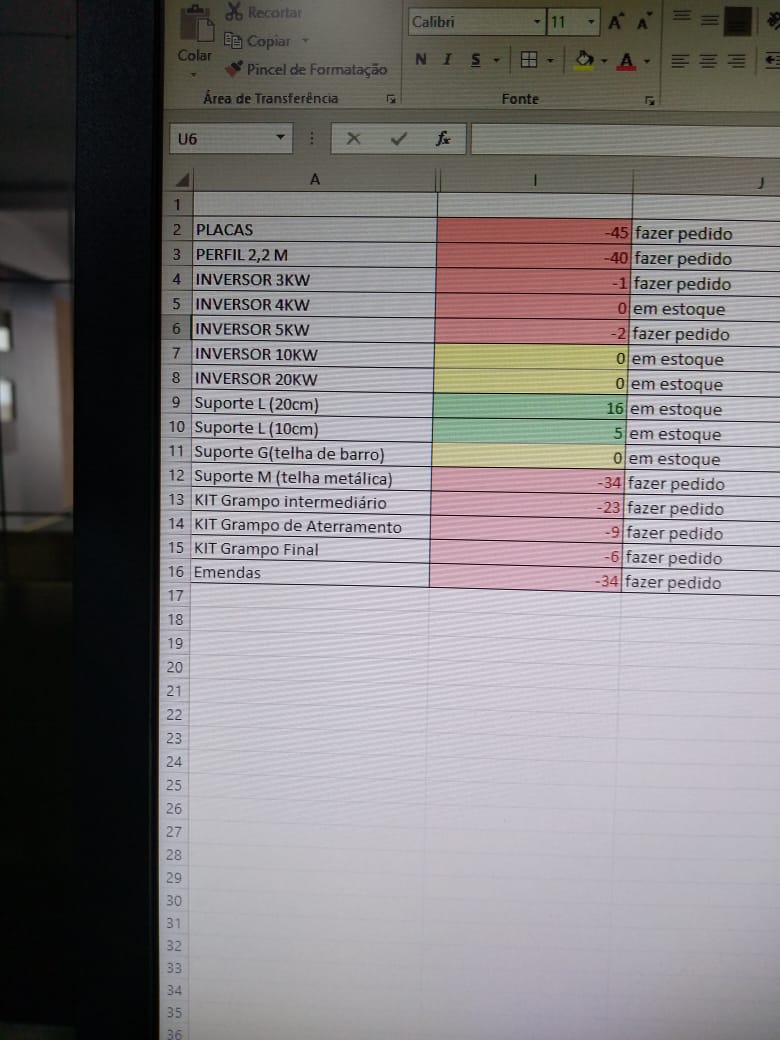 Recortar
Colar
Copiar
Pincel de Formatação
Área de Transferência
Calibri 11
A A
N I S A
Fonte
U6 fx
A I J
1
2 PLACAS -45 fazer pedido
3 PERFIL 2,2 M -40 fazer pedido
4 INVERSOR 3KW -1 fazer pedido
5 INVERSOR 4KW 0 em estoque
6 INVERSOR 5KW -2 fazer pedido
7 INVERSOR 10KW 0 em estoque
8 INVERSOR 20KW 0 em estoque
9 Suporte L (20cm) 16 em estoque
10 Suporte L (10cm) 5 em estoque
11 Suporte G(telha de barro) 0 em estoque
12 Suporte M (telha metálica) -34 fazer pedido
13 KIT Grampo intermediário -23 fazer pedido
14 KIT Grampo de Aterramento -9 fazer pedido
15 KIT Grampo Final -6 fazer pedido
16 Emendas -34 fazer pedido
17
18
19
20
21
22
23
24
25
26
27
28
29
30
31
32
33
34
35
36